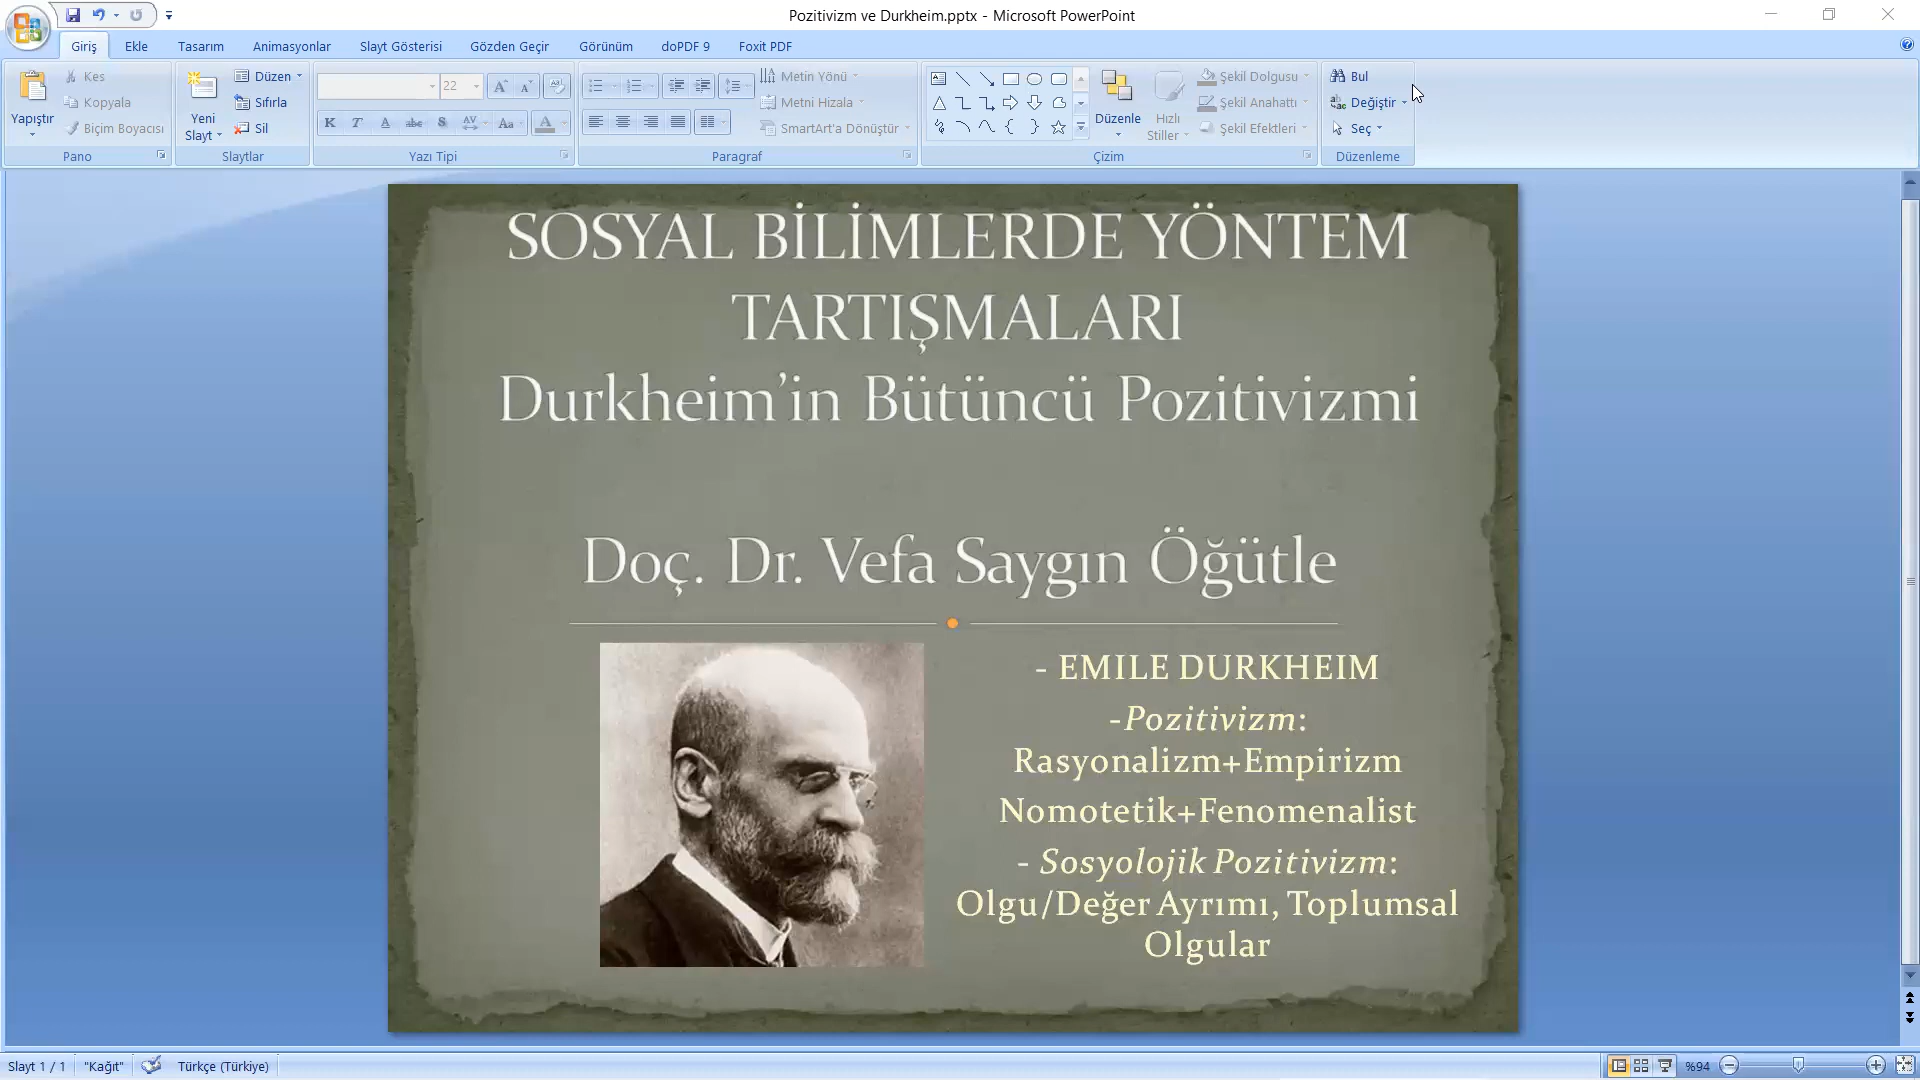 Pozitivizm ve Durkheim.pptx - Microsoft PowerPoint
Giriş Ekle Tasarım Animasyonlar Slayt Gösterisi Gözden Geçir Görünüm doPDF 9 Foxit PDF
Yapıştır
Kes
Kopyala
Biçim Boyacısı
Pano
Yeni
Slayt
Düzen
Sıfırla
Sil
Slaytlar
22
K T A abc S AV Aa A
Yazı Tipi
Metin Yönü
Metni Hizala
SmartArt'a Dönüştür
Paragraf
Düzenle
Hızlı
Stiller
Şekil Dolgusu
Şekil Anahattı
Şekil Efektleri
Çizim
Bul
Değiştir
Seç
Düzenleme
SOSYAL BİLİMLERDE YÖNTEM
TARTIŞMALARI
Durkheim’in Bütüncü Pozitivizmi
Doç. Dr. Vefa Saygın Öğütle
- EMILE DURKHEIM
-Pozitivizm:
Rasyonalizm+Empirizm
Nomotetik+Fenomenalist
- Sosyolojik Pozitivizm:
Olgu/Değer Ayrımı, Toplumsal
Olgular
Slayt 1 / 1 "Kağıt" Türkçe (Türkiye) %94